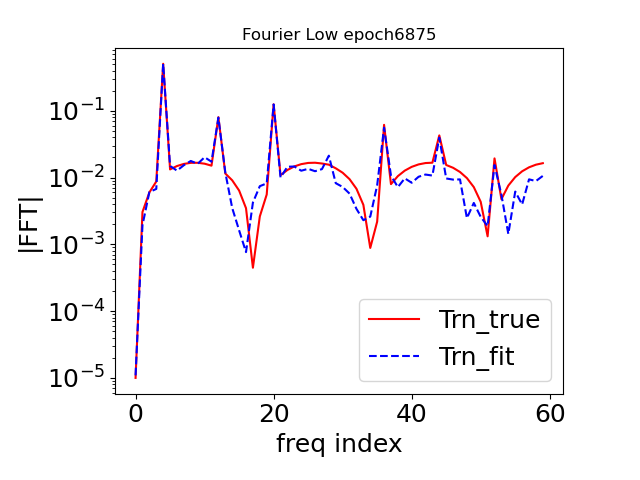 Fourier Low epoch6875
|FFT|
10⁻¹
10⁻²
10⁻³
10⁻⁴
10⁻⁵
Trn_true
Trn_fit
0 20 40 60
freq index